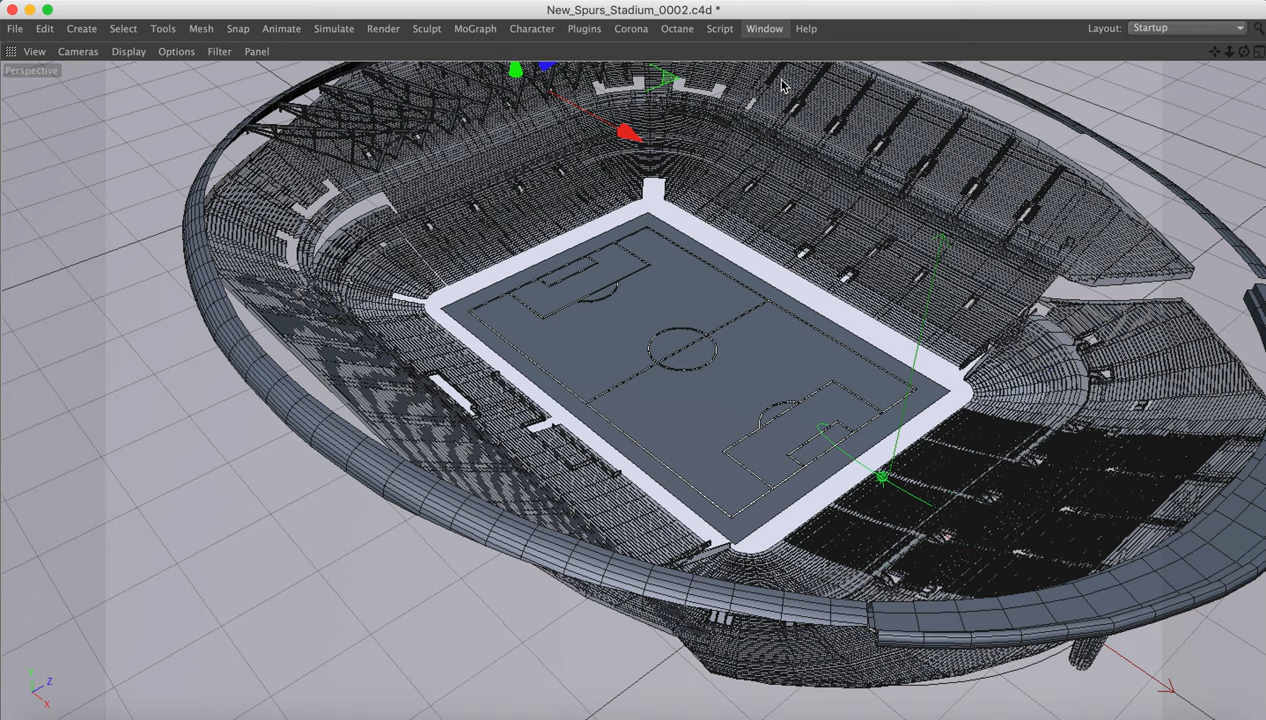 New_Spurs_Stadium_0002.c4d *
File Edit Create Select Tools Mesh Snap Animate Simulate Render Sculpt MoGraph Character Plugins Corona Octane Script Window Help Layout: Startup
View Cameras Display Options Filter Panel
Perspective
Y
Z
X